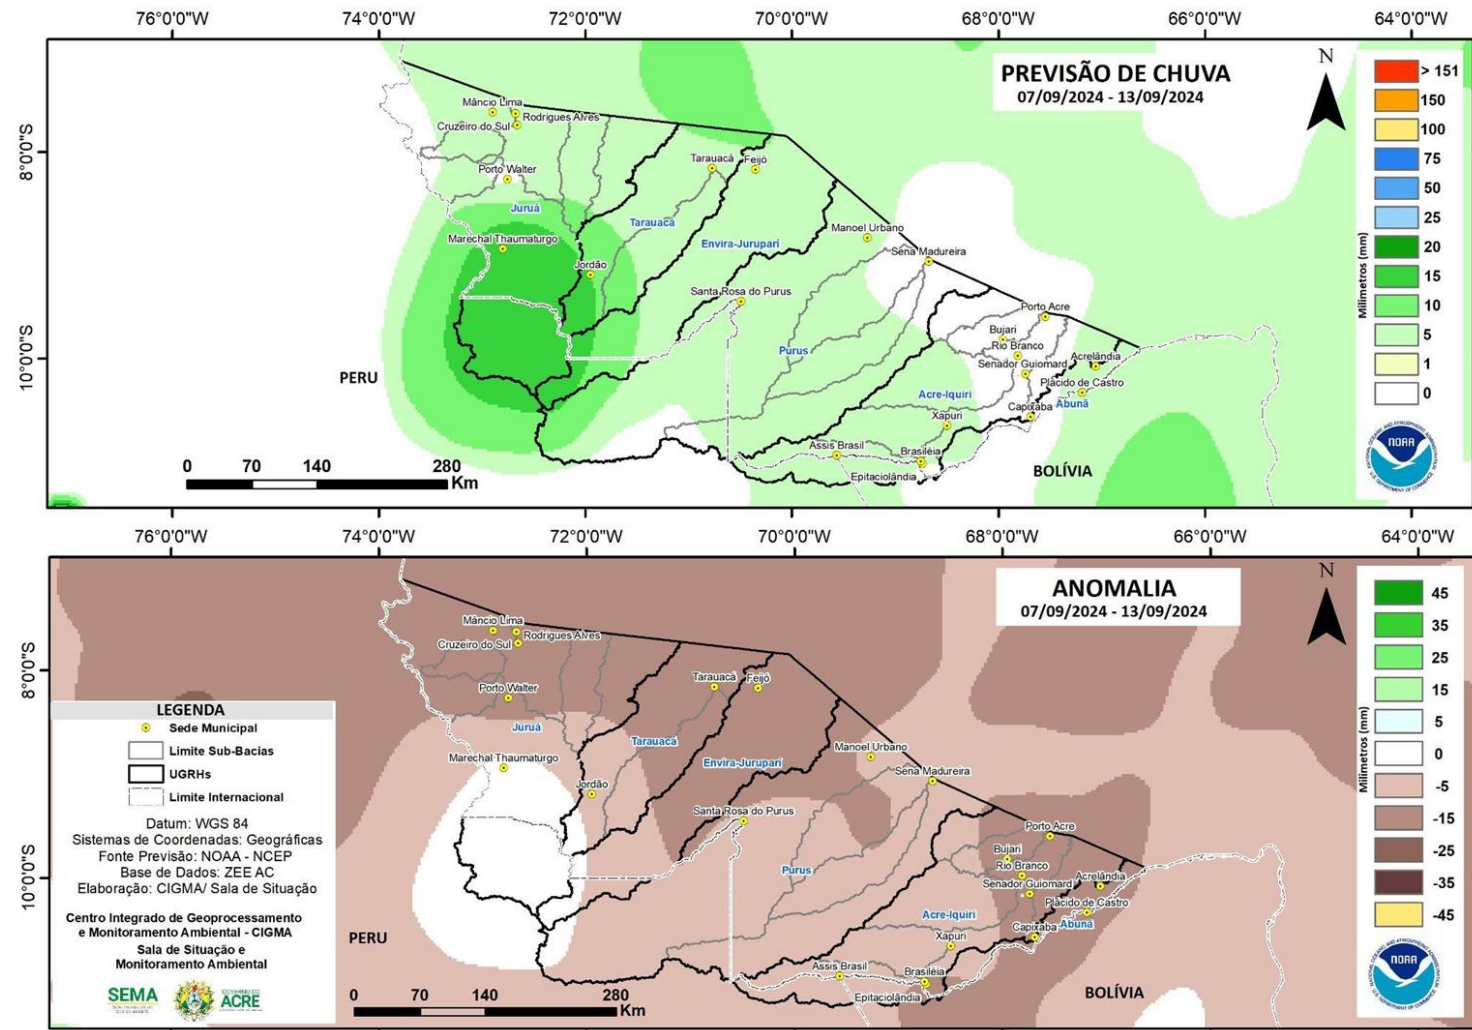 76°0'0"W 74°0'0"W 72°0'0"W 70°0'0"W 68°0'0"W 66°0'0"W 64°0'0"W
8°0'0"S
10°0'0"S
PREVISÃO DE CHUVA
07/09/2024 - 13/09/2024
N
Mâncio Lima
Rodrigues Alves
Cruzeiro do Sul
Porto Walter
Tarauacá
Feijó
Juruá
Tarauacá
Manoel Urbano
Marechal Thaumaturgo
Envira-Jurupari
Sena Madureira
Jordão
Santa Rosa do Purus
Porto Acre
Bujari
Rio Branco
Purus
Senador Guiomard
Acrelândia
PERU
Plácido de Castro
Acre-Iquiri
Abunã
Capixaba
Xapuri
Assis Brasil
Brasiléia
Epitaciolândia
BOLÍVIA
0 70 140 280
Km
Milímetros (mm)
> 151
150
100
75
50
25
20
15
10
5
1
0
NOAA
76°0'0"W 74°0'0"W 72°0'0"W 70°0'0"W 68°0'0"W 66°0'0"W 64°0'0"W
8°0'0"S
10°0'0"S
ANOMALIA
07/09/2024 - 13/09/2024
N
Mâncio Lima
Rodrigues Alves
Cruzeiro do Sul
Porto Walter
Tarauacá
Feijó
Juruá
Tarauacá
Manoel Urbano
Marechal Thaumaturgo
Envira-Jurupari
Sena Madureira
Jordão
Santa Rosa do Purus
Porto Acre
Bujari
Rio Branco
Purus
Senador Guiomard
Acrelândia
Plácido de Castro
Acre-Iquiri
Abunã
Capixaba
PERU
Xapuri
Assis Brasil
Brasiléia
Epitaciolândia
BOLÍVIA
0 70 140 280
Km
Milímetros (mm)
45
35
25
15
5
0
-5
-15
-25
-35
-45
NOAA
LEGENDA
Sede Municipal
Limite Sub-Bacias
UGRHs
Limite Internacional
Datum: WGS 84
Sistemas de Coordenadas: Geográficas
Fonte Previsão: NOAA - NCEP
Base de Dados: ZEE AC
Elaboração: CIGMA/ Sala de Situação
Centro Integrado de Geoprocessamento
e Monitoramento Ambiental - CIGMA
Sala de Situação e
Monitoramento Ambiental
SEMA
GOVERNO DO
ACRE